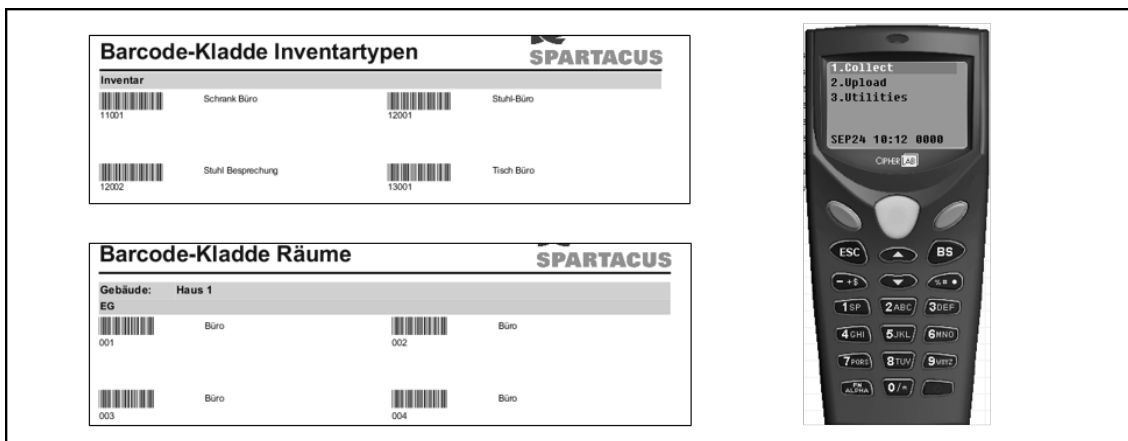 Barcode-Kladde Inventartypen
SPARTACUS
Inventar
Schrank Büro
11001
Stuhl-Büro
12001
Stuhl Besprechung
12002
Tisch Büro
13001
Barcode-Kladde Räume
SPARTACUS
Gebäude: Haus 1
EG
Büro
001
Büro
002
Büro
003
Büro
004
1.Collect
2.Upload
3.Utilities
SEP24 10:12 0000
CIPHER LAB
ESC BS
- +$ %= •
1 SP 2 ABC 3 DEF
4 GHI 5 JKL 6 MNO
7 PQRS 8 TUV 9 WXYZ
FN ALPHA 0/*